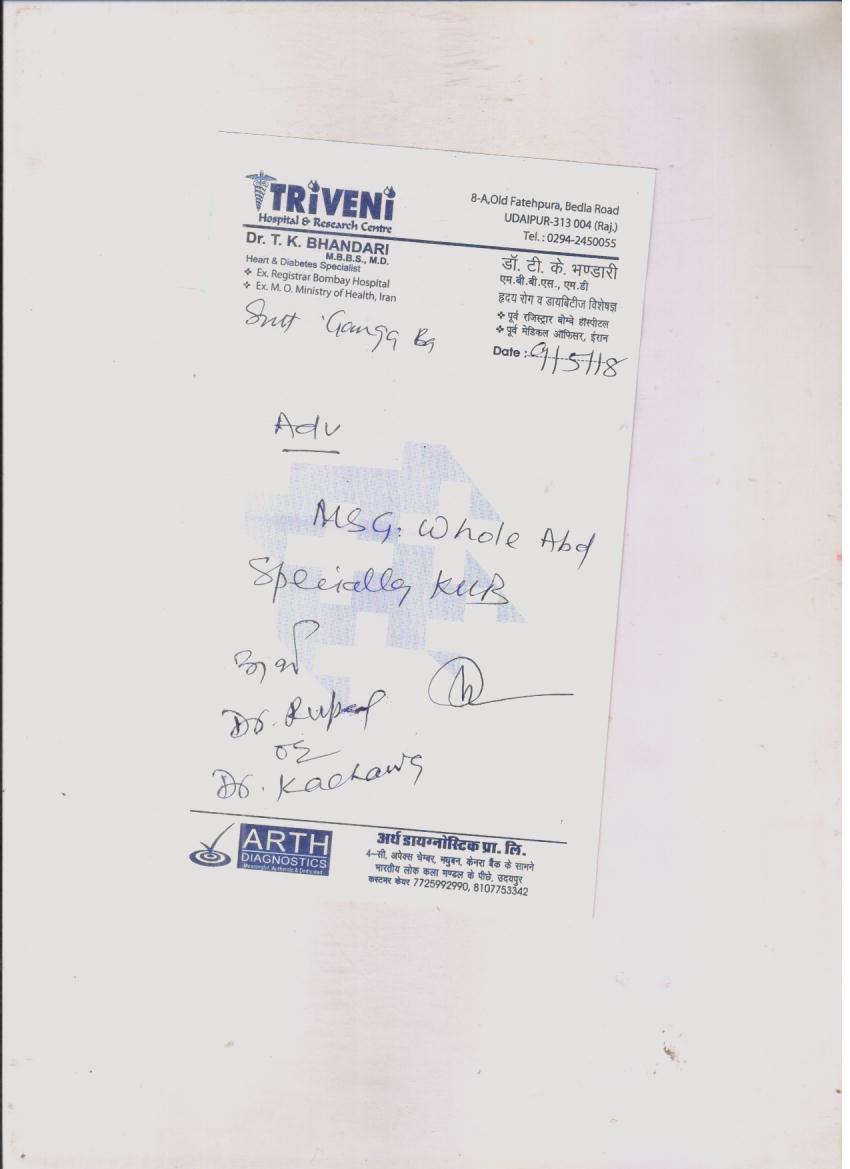 TRiVENi
Hospital & Research Centre
8-A,Old Fatehpura, Bedla Road
UDAIPUR-313 004 (Raj.)
Tel. : 0294-2450055
Dr. T. K. BHANDARI
M.B.B.S., M.D.
Heart & Diabetes Specialist
❖ Ex. Registrar Bombay Hospital
❖ Ex. M. O. Ministry of Health, Iran
डॉ. टी. के. भण्डारी
एम.बी.बी.एस., एम.डी
हृदय रोग व डायबिटीज विशेषज्ञ
❖ पूर्व रजिस्ट्रार बोम्बे हॉस्पीटल
❖ पूर्व मेडिकल ऑफिसर, ईरान
Smt Ganga Ba
Date : 9/5/18
Adv
Whole Abd
Specially KUB
Dr.
Dr.
ARTH
DIAGNOSTICS
Meaningful, Authentic & Dedicated
अर्थ डायग्नोस्टिक प्रा. लि.
4-सी, अपेक्स चेम्बर, मधुबन, केनरा बैंक के सामने
भारतीय लोक कला मण्डल के पीछे, उदयपुर
कस्टमर केयर 7725992990, 8107753342